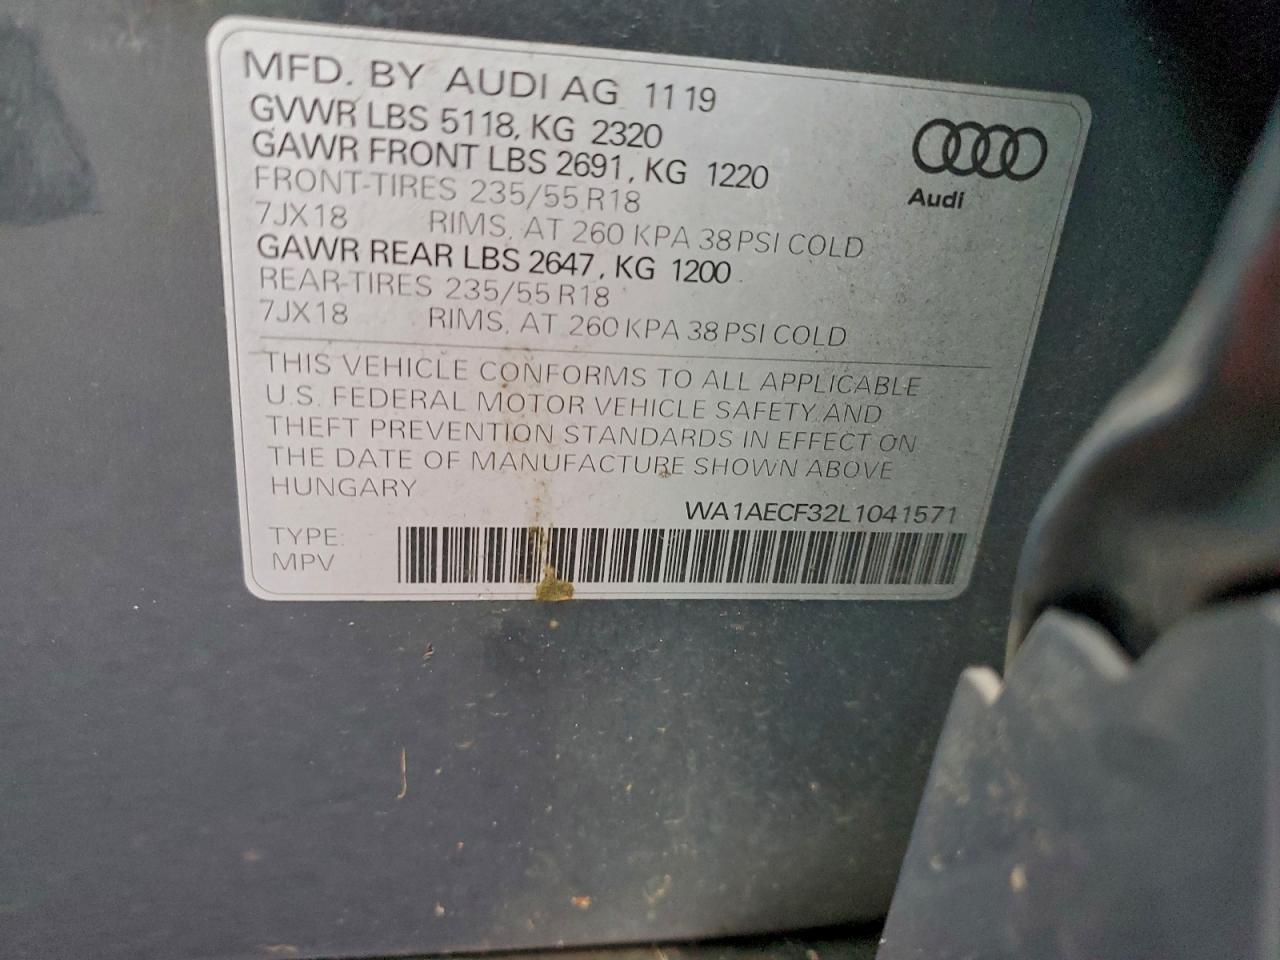 MFD. BY AUDI AG 11 19
GVWR LBS 5118, KG 2320
GAWR FRONT LBS 2691, KG 1220
FRONT-TIRES 235/55 R18
7JX18 RIMS, AT 260 KPA 38 PSI COLD
GAWR REAR LBS 2647, KG 1200
REAR-TIRES 235/55 R18
7JX18 RIMS, AT 260 KPA 38 PSI COLD
Audi
THIS VEHICLE CONFORMS TO ALL APPLICABLE
U.S. FEDERAL MOTOR VEHICLE SAFETY AND
THEFT PREVENTION STANDARDS IN EFFECT ON
THE DATE OF MANUFACTURE SHOWN ABOVE
HUNGARY
WA1AECF32L1041571
TYPE:
MPV